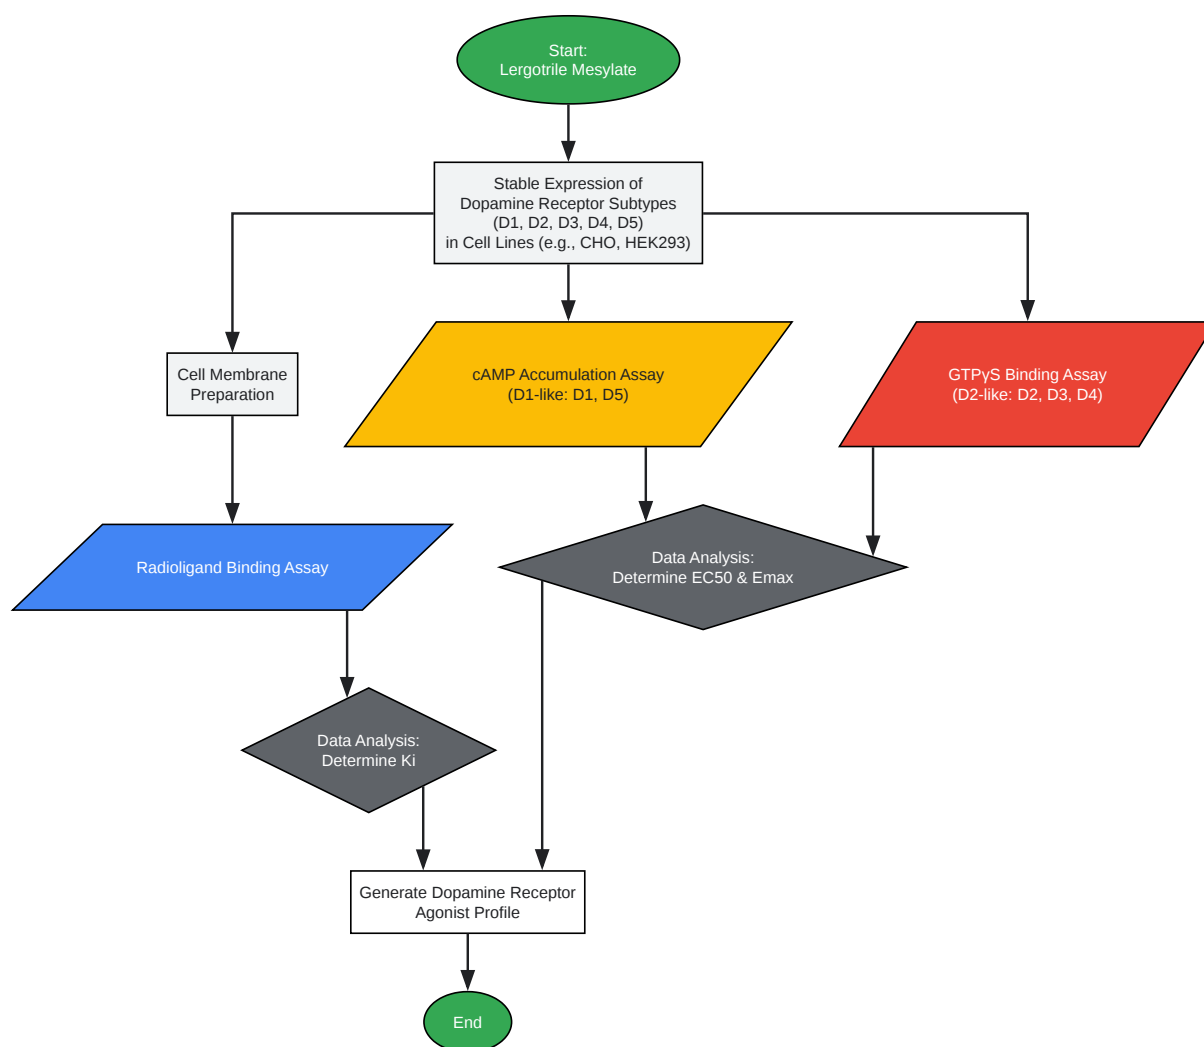 Start:
Lergotrile Mesylate
Stable Expression of
Dopamine Receptor Subtypes
(D1, D2, D3, D4, D5)
in Cell Lines (e.g., CHO, HEK293)
Cell Membrane
Preparation
cAMP Accumulation Assay
(D1-like: D1, D5)
GTPγS Binding Assay
(D2-like: D2, D3, D4)
Radioligand Binding Assay
Data Analysis:
Determine EC50 & Emax
Data Analysis:
Determine Ki
Generate Dopamine Receptor
Agonist Profile
End